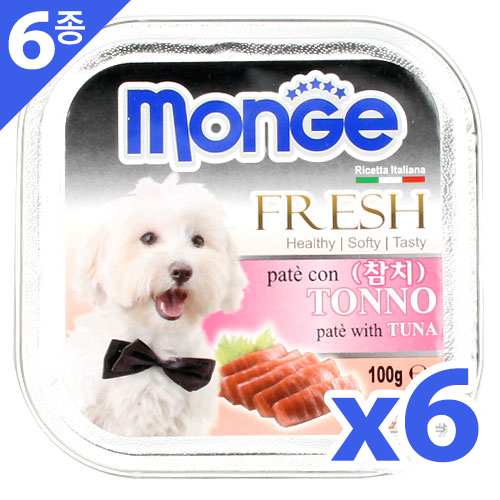 6종
MONGE
Ricetta Italiana
FRESH
Healthy | Softy | Tasty
patè con (참치)
TONNO
patè with TUNA
100g ℮
x6